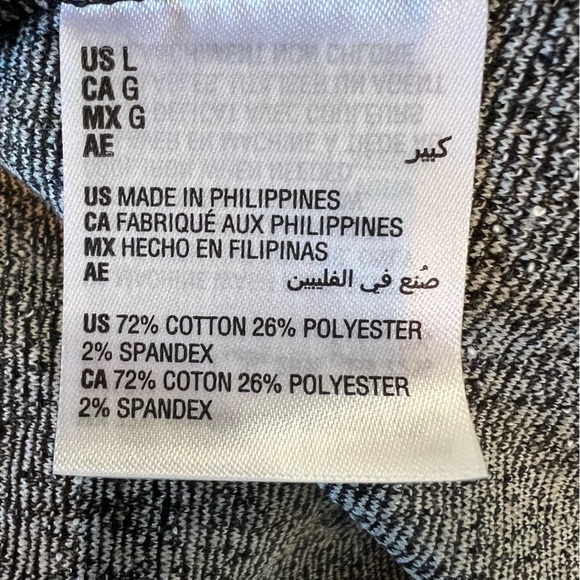 US L
CA G
MX G
AE كبير
US MADE IN PHILIPPINES
CA FABRIQUÉ AUX PHILIPPINES
MX HECHO EN FILIPINAS
AE صُنع في الفليبين
US 72% COTTON 26% POLYESTER
2% SPANDEX
CA 72% COTON 26% POLYESTER
2% SPANDEX